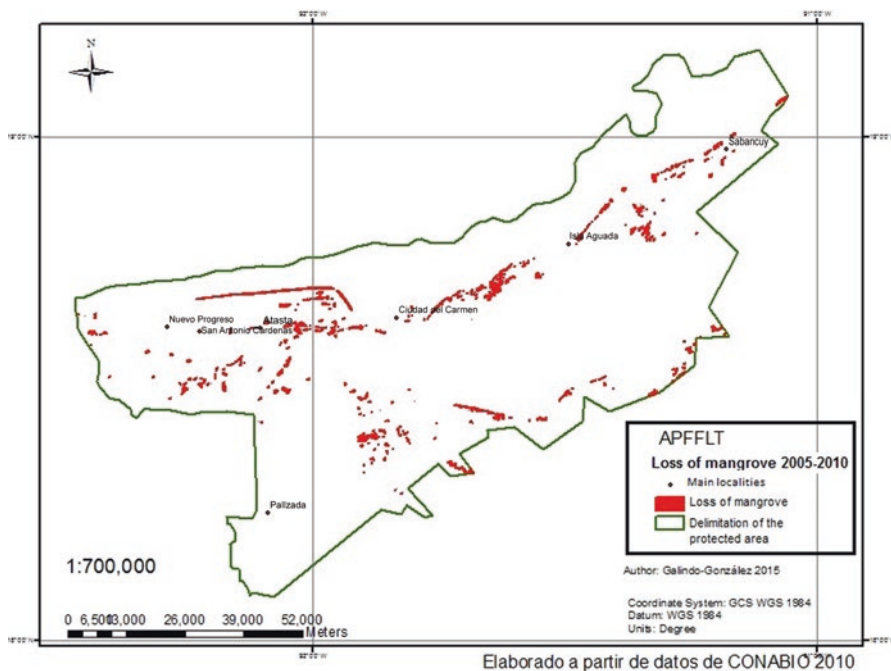 92°00'W 91°00'W
N
19°00'N 19°00'N
Sabancuy
Isla Aguada
Ciudad del Carmen
Nuevo Progreso Atasta
San Antonio Cárdenas
Palizada
APFFLT
Loss of mangrove 2005-2010
Main localities
Loss of mangrove
Delimitation of the
protected area
1:700,000
Author: Galindo-González 2015
Coordinate System: GCS WGS 1984
Datum: WGS 1984
Units: Degree
0 6,50013,000 26,000 39,000 52,000
Meters
18°00'N 18°00'N
92°00'W 91°00'W
Elaborado a partir de datos de CONABIO 2010